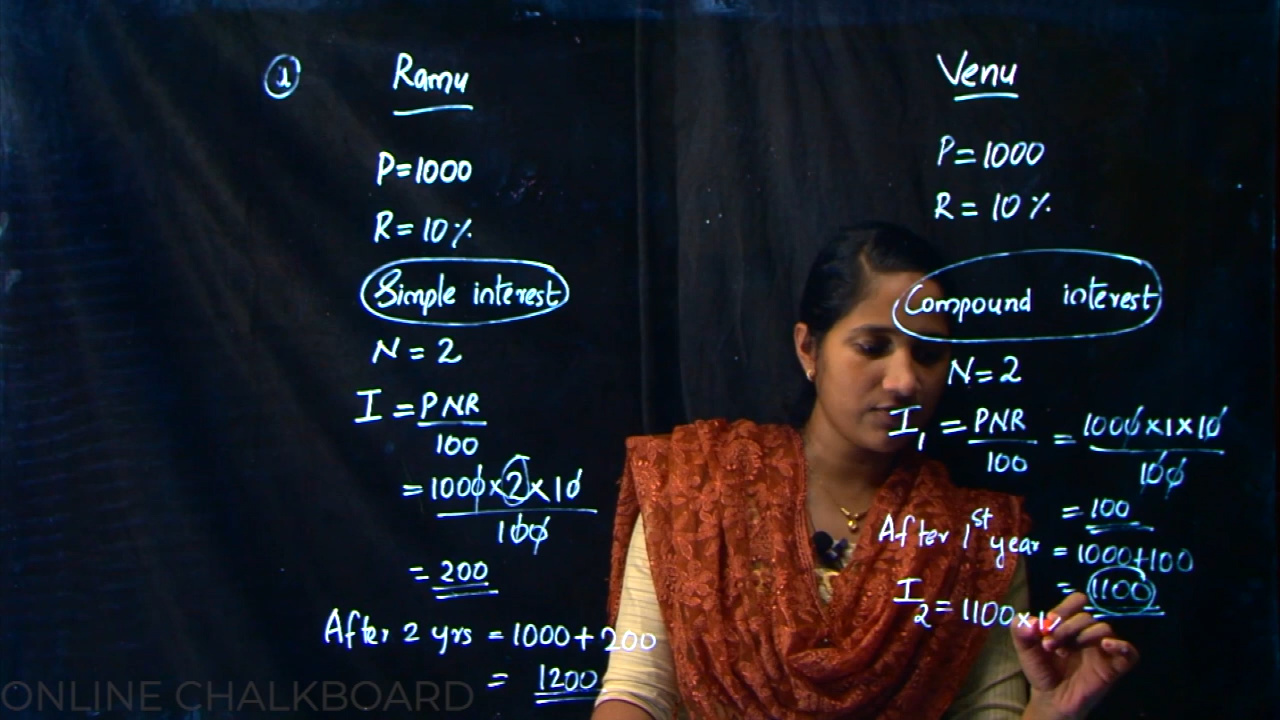 a
Ramu
P=1000
R=10%
Simple interest
N=2
I = PNR
100
= 1000×2×10
100
= 200
After 2 yrs = 1000+200
= 1200
Venu
P=1000
R=10%
Compound interest
N=2
I₁ = PNR = 1000×1×10
100 100
= 100
After 1st year = 1000+100
= 1100
I₂ = 1100×1
ONLINE CHALKBOARD